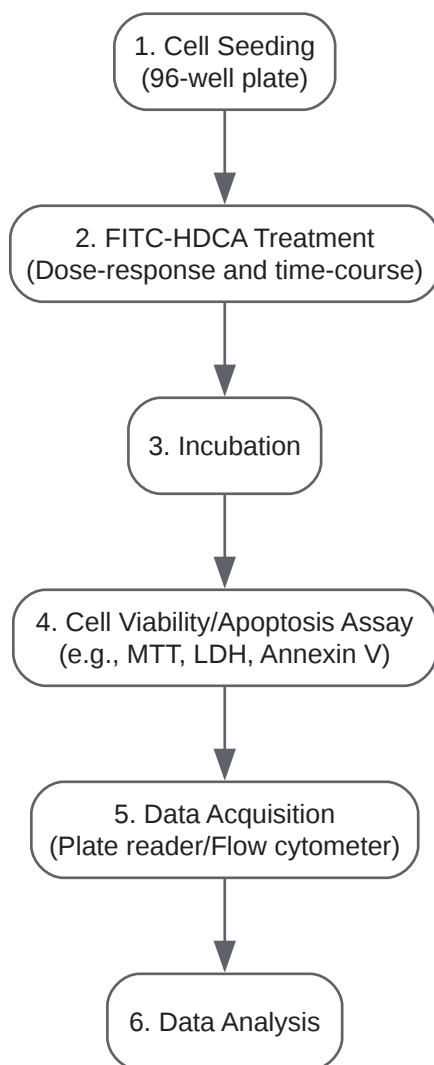 1. Cell Seeding
(96-well plate)
2. FITC-HDCA Treatment
(Dose-response and time-course)
3. Incubation
4. Cell Viability/Apoptosis Assay
(e.g., MTT, LDH, Annexin V)
5. Data Acquisition
(Plate reader/Flow cytometer)
6. Data Analysis